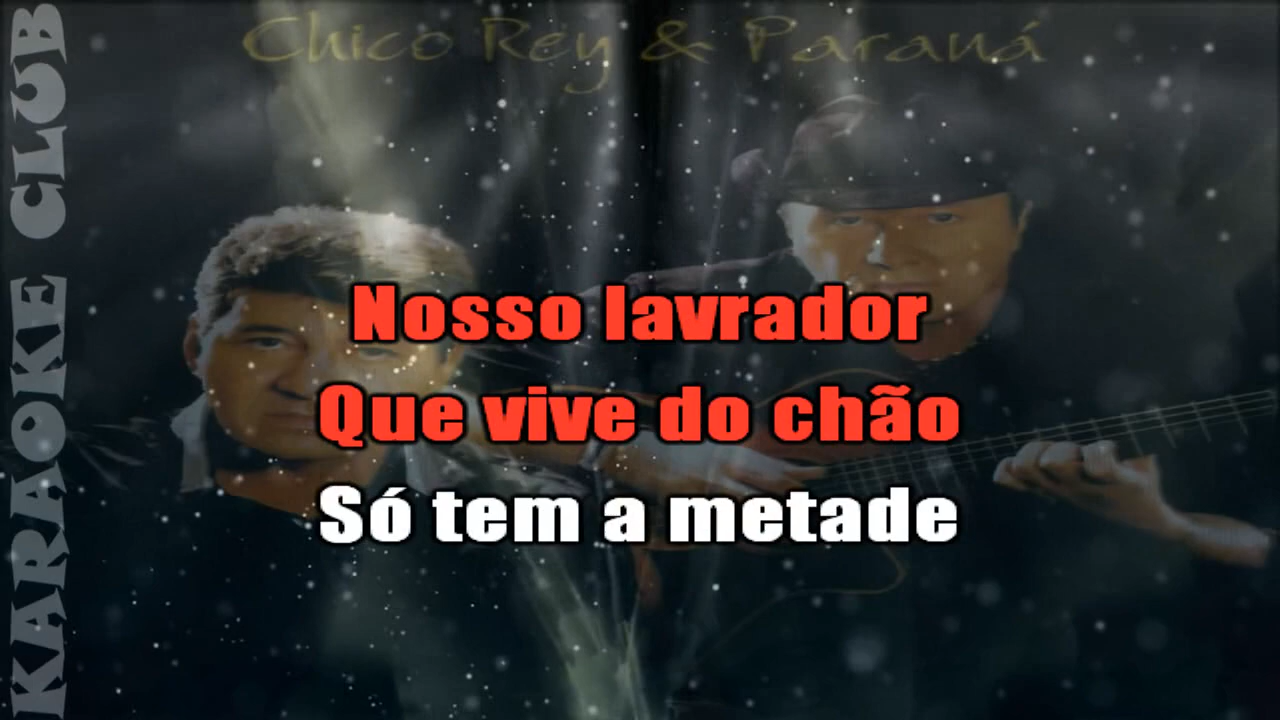 Chico Rey & Paraná
KARAOKE CLUB
Nosso lavrador
Que vive do chão
Só tem a metade